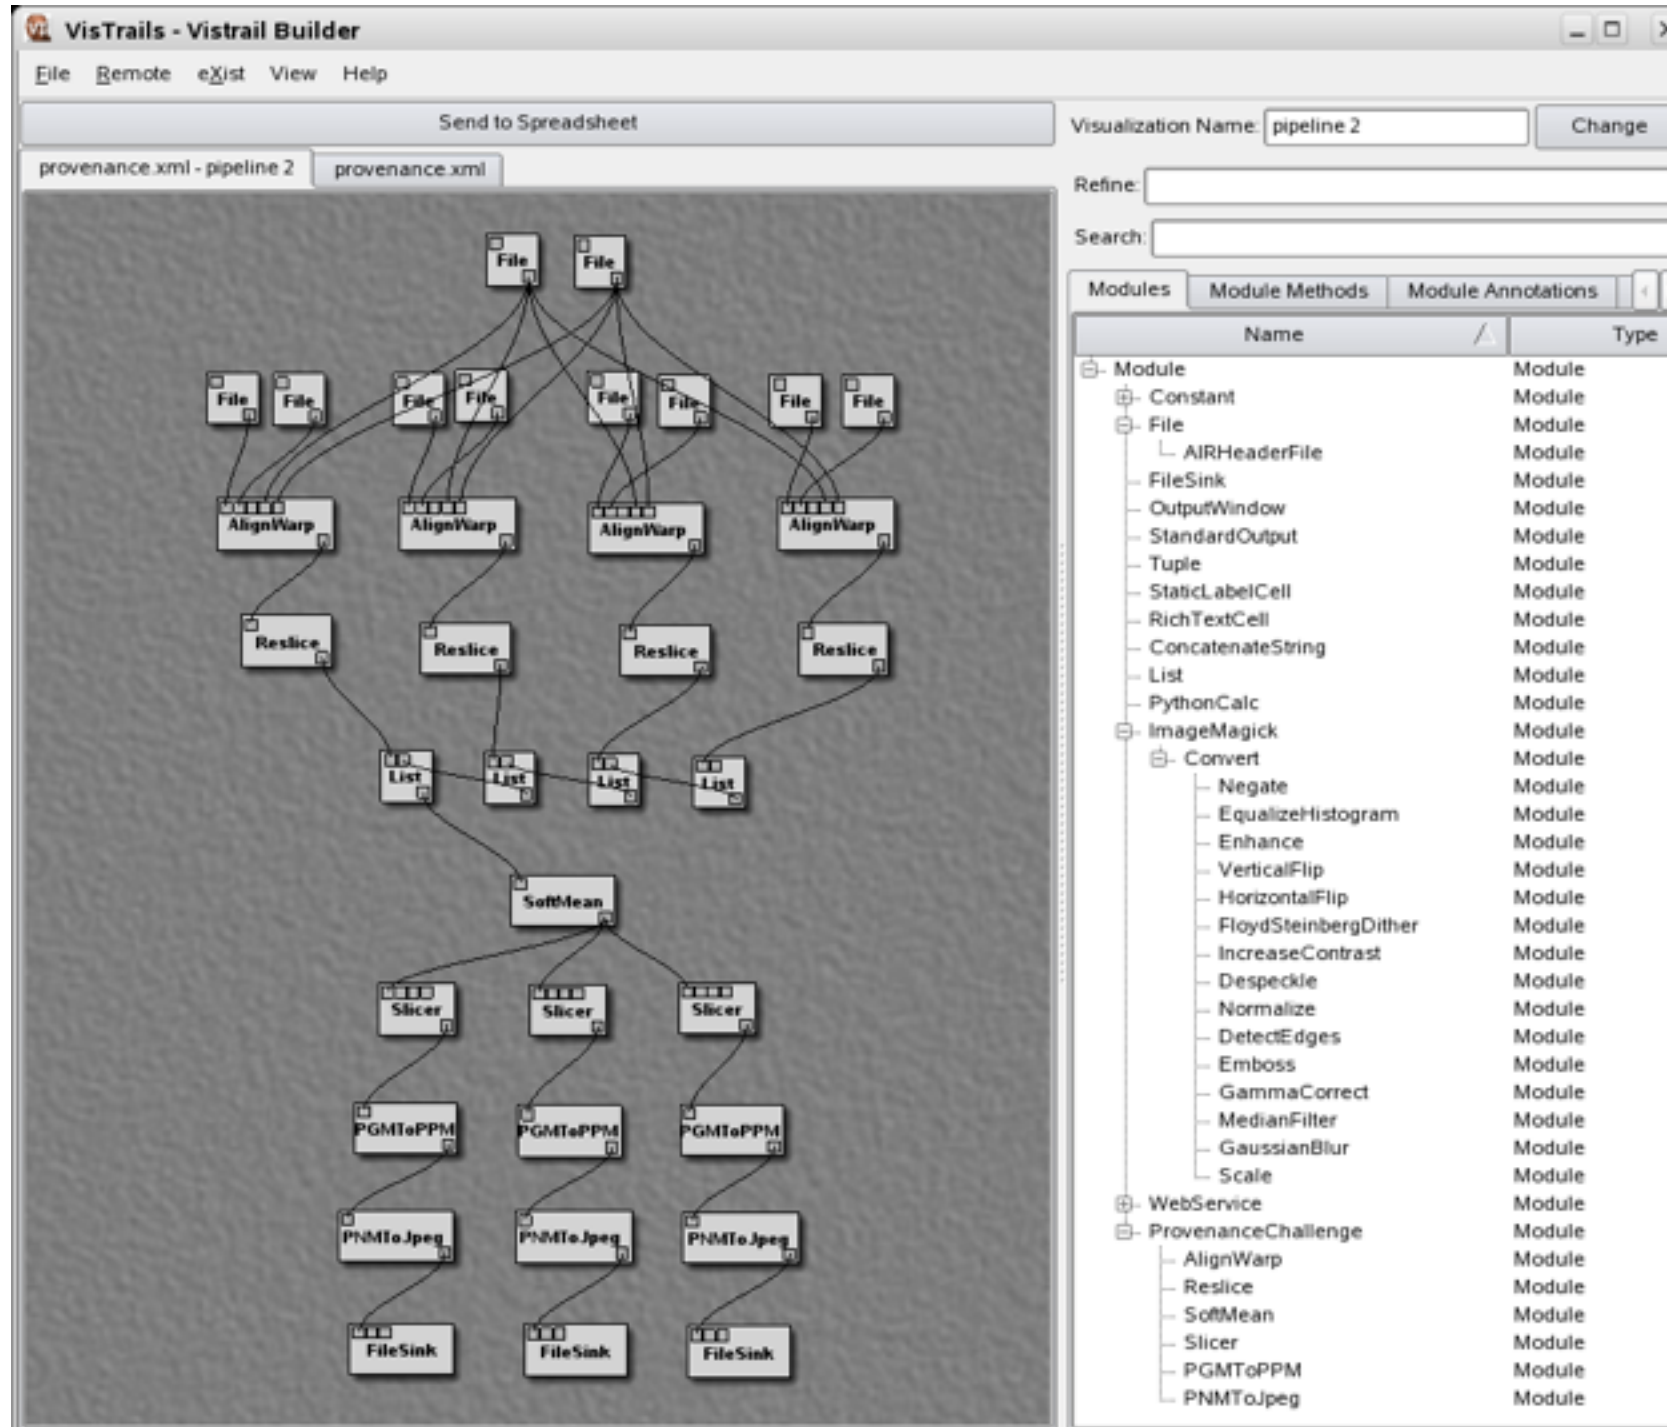 VisTrails - Vistrail Builder
File Remote eXist View Help
Send to Spreadsheet
provenance.xml - pipeline 2 provenance.xml
File File
File File File File File File File File
AlignWarp AlignWarp AlignWarp AlignWarp
Reslice Reslice Reslice Reslice
List List List List
SoftMean
Slicer Slicer Slicer
PGMToPPM PGMToPPM PGMToPPM
PNMToJpeg PNMToJpeg PNMToJpeg
FileSink FileSink FileSink
Visualization Name: pipeline 2 Change
Refine:
Search:
Modules Module Methods Module Annotations
Name Type
Module Module
Constant Module
File Module
AIRHeaderFile Module
FileSink Module
OutputWindow Module
StandardOutput Module
Tuple Module
StaticLabelCell Module
RichTextCell Module
ConcatenateString Module
List Module
PythonCalc Module
ImageMagick Module
Convert Module
Negate Module
EqualizeHistogram Module
Enhance Module
VerticalFlip Module
HorizontalFlip Module
FloydSteinbergDither Module
IncreaseContrast Module
Despeckle Module
Normalize Module
DetectEdges Module
Emboss Module
GammaCorrect Module
MedianFilter Module
GaussianBlur Module
Scale Module
WebService Module
ProvenanceChallenge Module
AlignWarp Module
Reslice Module
SoftMean Module
Slicer Module
PGMToPPM Module
PNMToJpeg Module